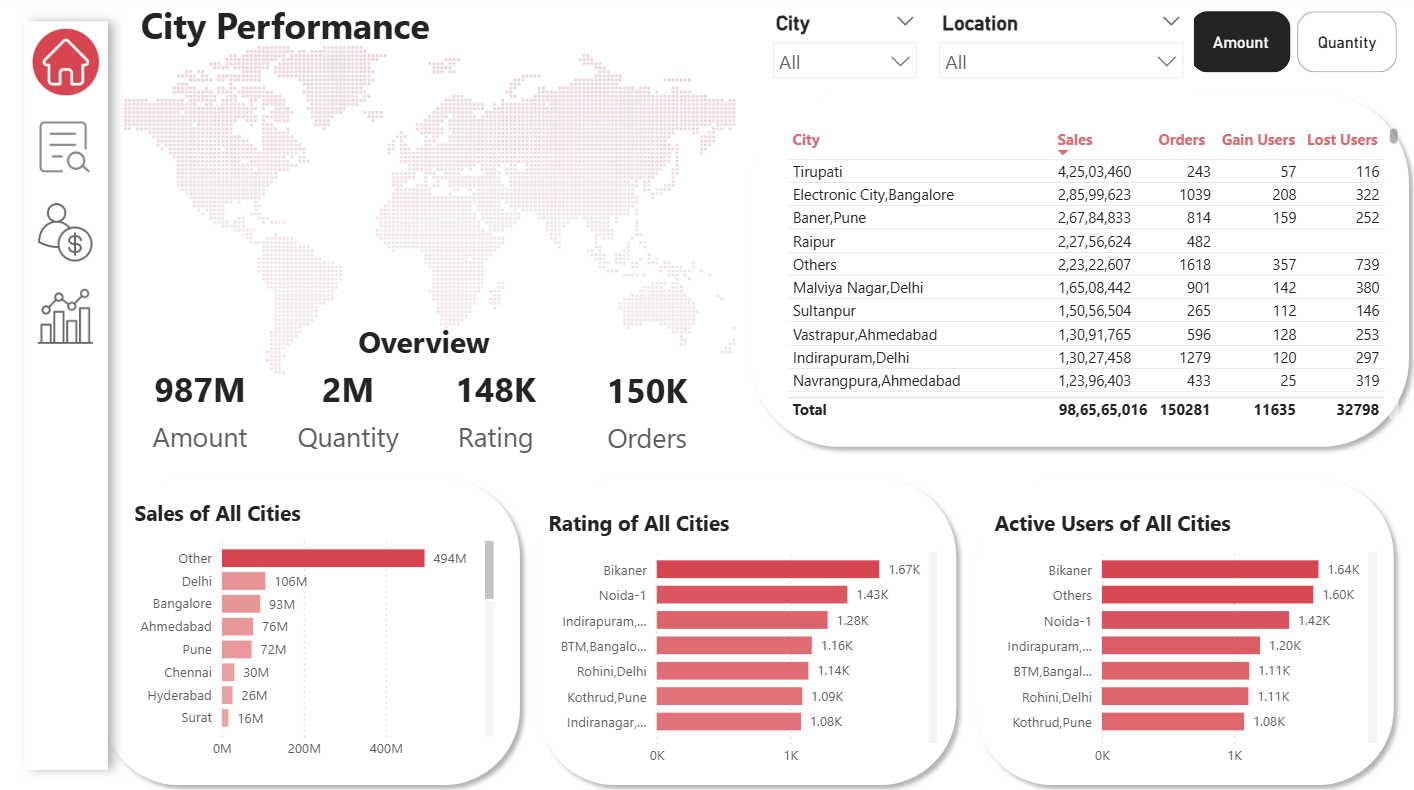 City Performance
City
Location
All
All
Amount
Quantity
City Sales Orders Gain Users Lost Users
Tirupati 4,25,03,460 243 57 116
Electronic City,Bangalore 2,85,99,623 1039 208 322
Baner,Pune 2,67,84,833 814 159 252
Raipur 2,27,56,624 482
Others 2,23,22,607 1618 357 739
Malviya Nagar,Delhi 1,65,08,442 901 142 380
Sultanpur 1,50,56,504 265 112 146
Vastrapur,Ahmedabad 1,30,91,765 596 128 253
Indirapuram,Delhi 1,30,27,458 1279 120 297
Navrangpura,Ahmedabad 1,23,96,403 433 25 319
Total 98,65,65,016 150281 11635 32798
Overview
987M 2M 148K 150K
Amount Quantity Rating Orders
Sales of All Cities
Other 494M
Delhi 106M
Bangalore 93M
Ahmedabad 76M
Pune 72M
Chennai 30M
Hyderabad 26M
Surat 16M
0M 200M 400M
Rating of All Cities
Bikaner 1.67K
Noida-1 1.43K
Indirapuram,... 1.28K
BTM,Bangalo... 1.16K
Rohini,Delhi 1.14K
Kothrud,Pune 1.09K
Indiranagar,... 1.08K
0K 1K
Active Users of All Cities
Bikaner 1.64K
Others 1.60K
Noida-1 1.42K
Indirapuram,... 1.20K
BTM,Bangal... 1.11K
Rohini,Delhi 1.11K
Kothrud,Pune 1.08K
0K 1K